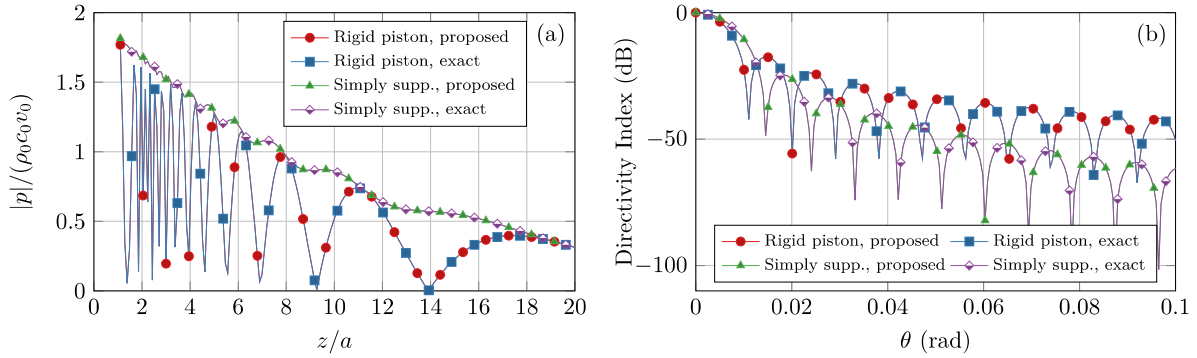 2
1.5
1
0.5
0
0 2 4 6 8 10 12 14 16 18 20
z/a
|p|/(ρ₀c₀v₀)
(a)
Rigid piston, proposed
Rigid piston, exact
Simply supp., proposed
Simply supp., exact
0
−50
−100
0 0.02 0.04 0.06 0.08 0.1
θ (rad)
Directivity Index (dB)
(b)
Rigid piston, proposed Rigid piston, exact
Simply supp., proposed Simply supp., exact